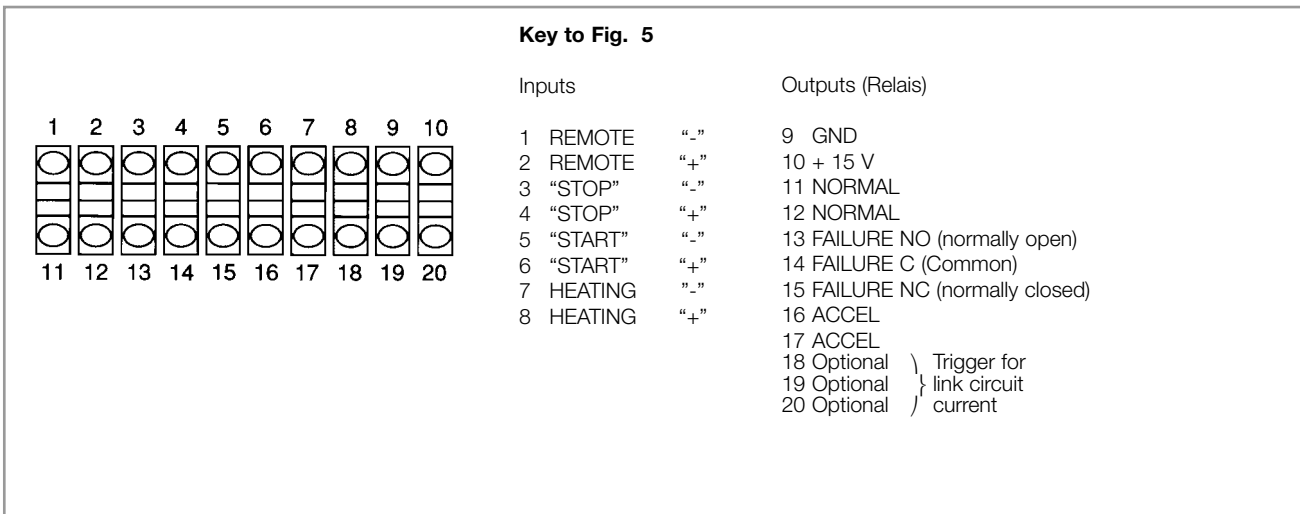 Key to Fig. 5
Inputs
1 REMOTE “-”
2 REMOTE “+”
3 “STOP” “-”
4 “STOP” “+”
5 “START” “-”
6 “START” “+”
7 HEATING ”-”
8 HEATING “+”
Outputs (Relais)
9 GND
10 + 15 V
11 NORMAL
12 NORMAL
13 FAILURE NO (normally open)
14 FAILURE C (Common)
15 FAILURE NC (normally closed)
16 ACCEL
17 ACCEL
18 Optional
19 Optional
20 Optional
Trigger for
link circuit
current
1 2 3 4 5 6 7 8 9 10
11 12 13 14 15 16 17 18 19 20